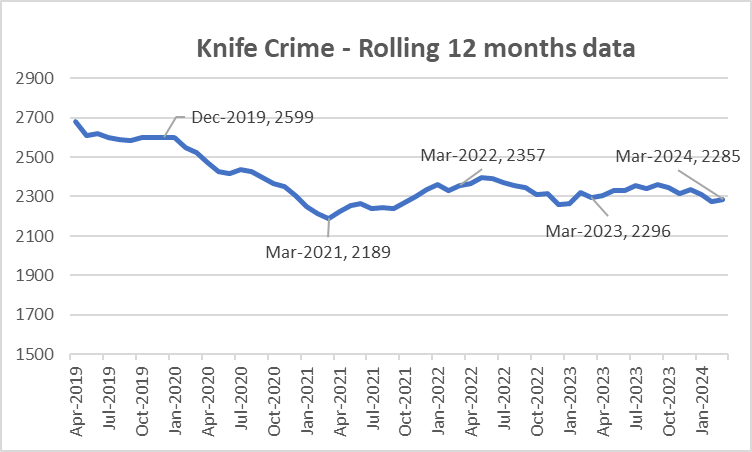 Knife Crime - Rolling 12 months data
2900
2700
2500
2300
2100
1900
1700
1500
Dec-2019, 2599
Mar-2022, 2357
Mar-2024, 2285
Mar-2021, 2189
Mar-2023, 2296
Apr-2019
Jul-2019
Oct-2019
Jan-2020
Apr-2020
Jul-2020
Oct-2020
Jan-2021
Apr-2021
Jul-2021
Oct-2021
Jan-2022
Apr-2022
Jul-2022
Oct-2022
Jan-2023
Apr-2023
Jul-2023
Oct-2023
Jan-2024